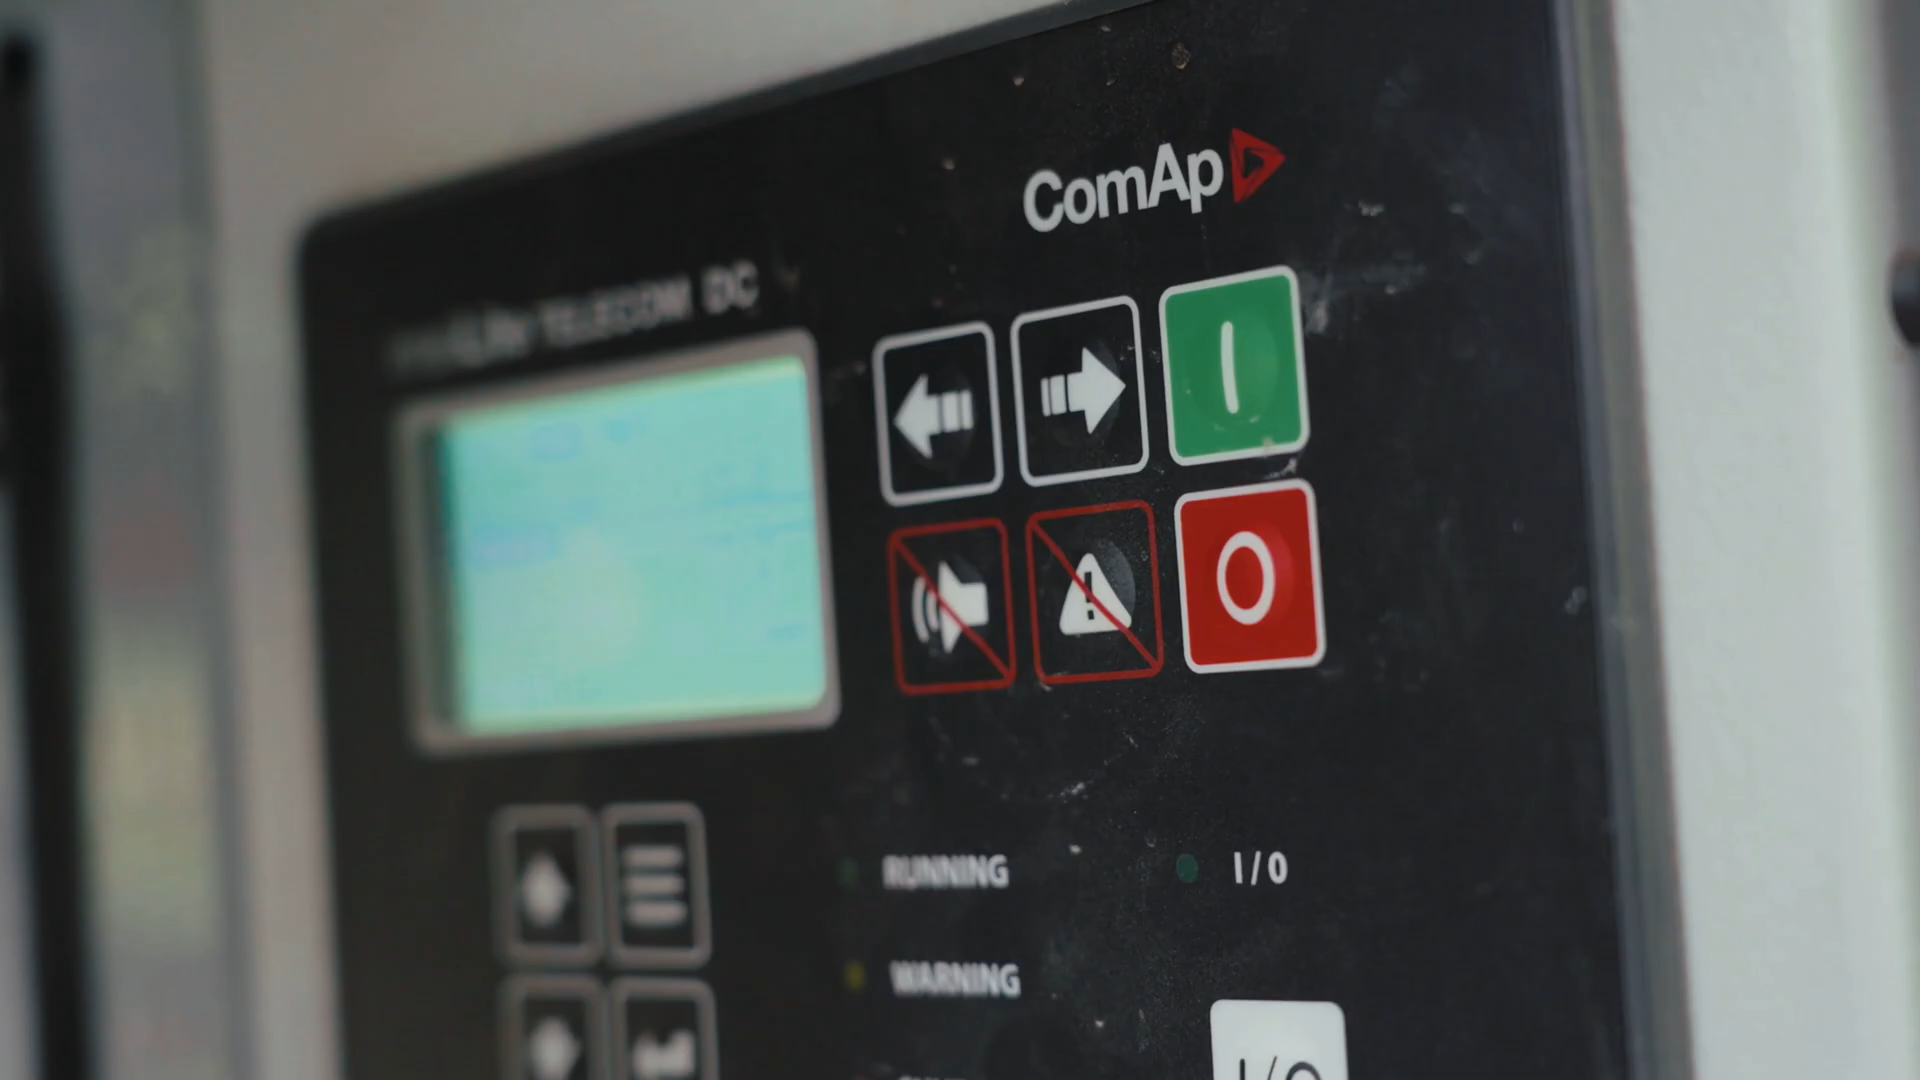 ComAp
TELECOM DC
I
O
RUNNING
I/O
WARNING
I/O